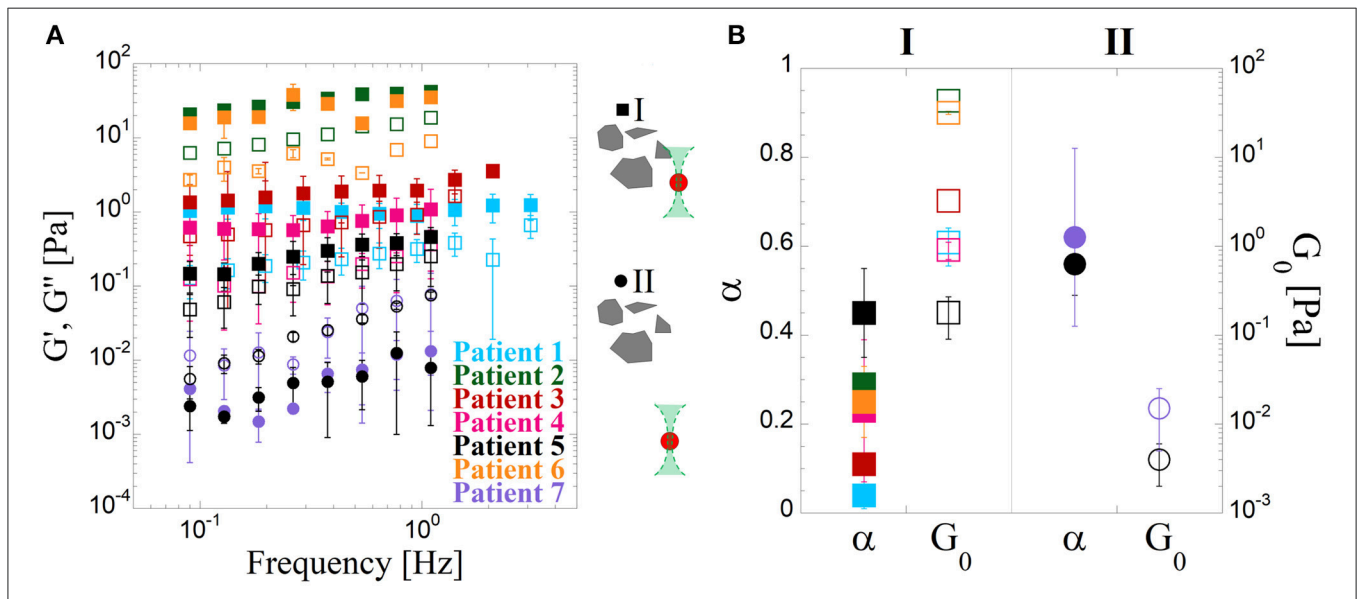 A
B
I
II
10^2
10^1
10^0
10^-1
10^-2
10^-3
10^-4
G', G" [Pa]
10^-1
10^0
Frequency [Hz]
Patient 1
Patient 2
Patient 3
Patient 4
Patient 5
Patient 6
Patient 7
I
II
1
0.8
0.6
0.4
0.2
0
α
10^2
10^1
10^0
10^-1
10^-2
10^-3
G_0 [Pa]
α
G_0
α
G_0